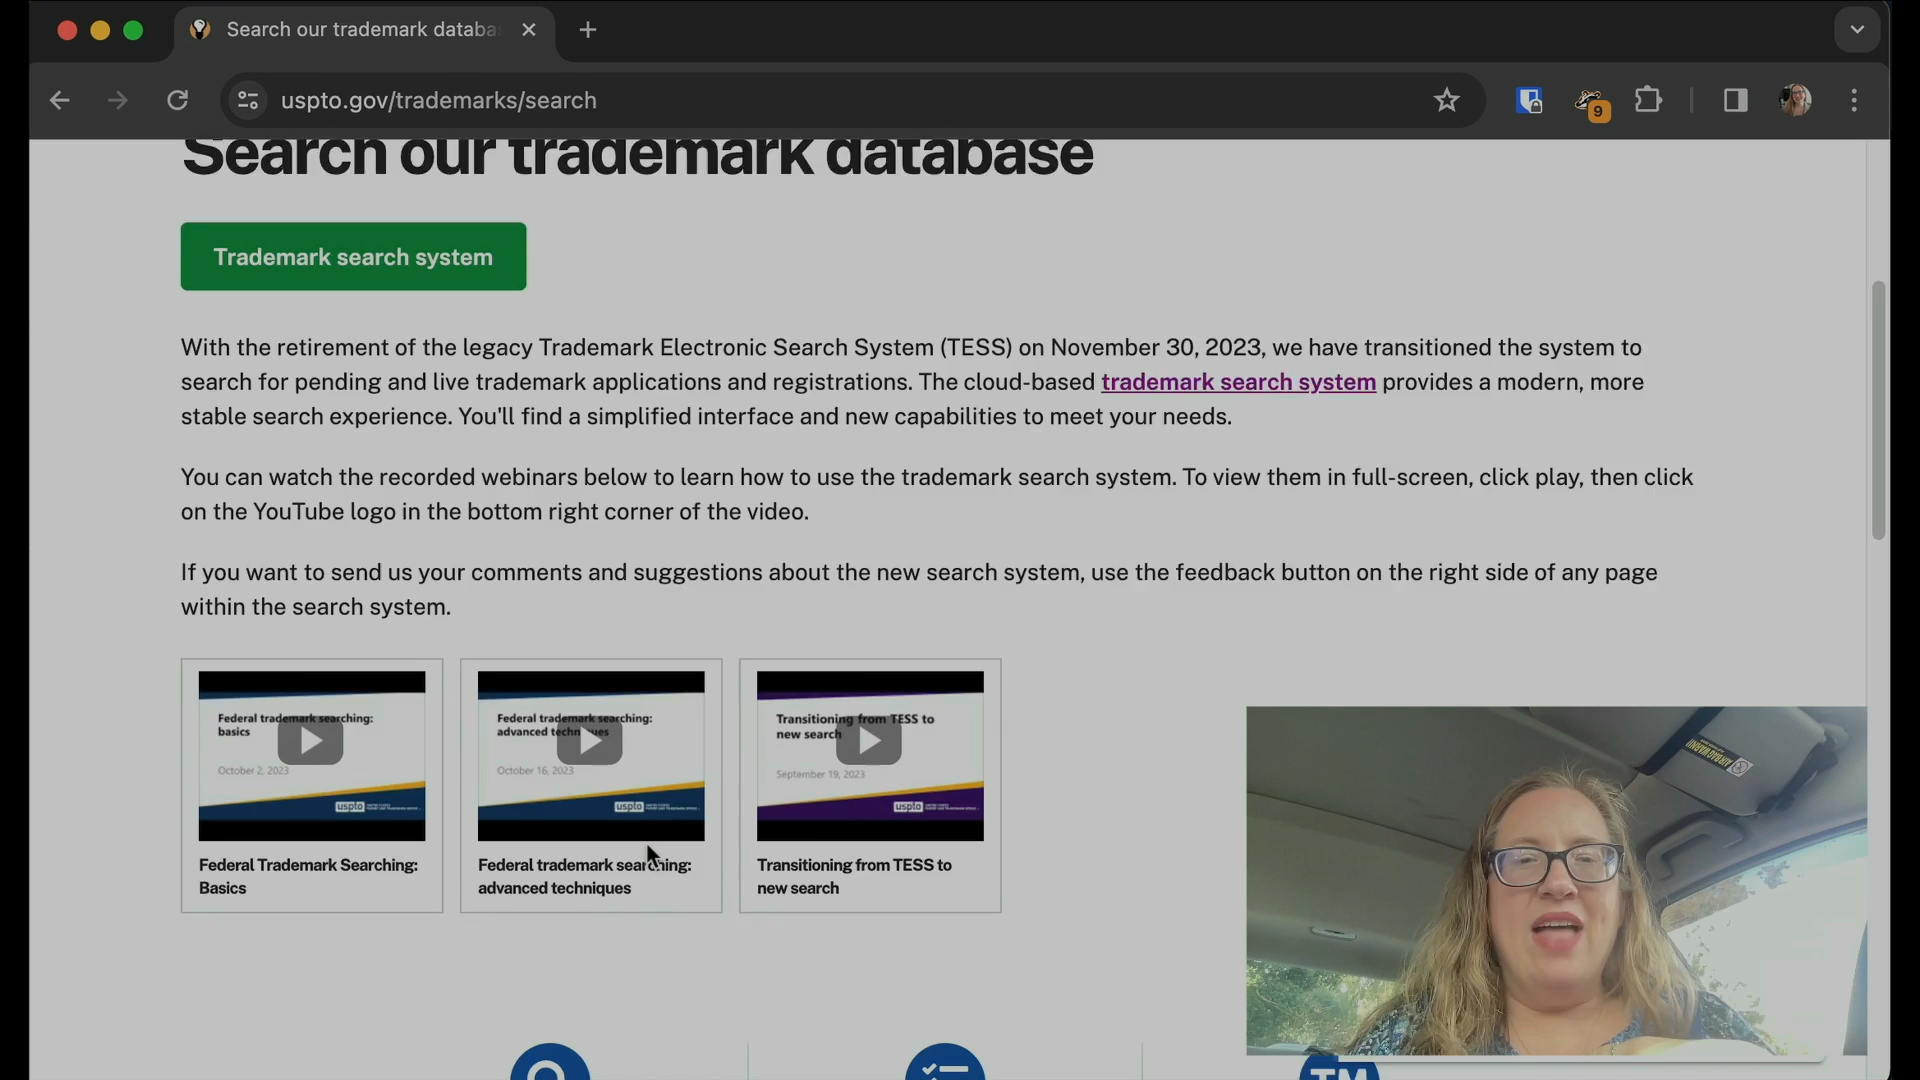 Search our trademark databa
uspto.gov/trademarks/search
9
Search our trademark database
Trademark search system
With the retirement of the legacy Trademark Electronic Search System (TESS) on November 30, 2023, we have transitioned the system to
search for pending and live trademark applications and registrations. The cloud-based trademark search system provides a modern, more
stable search experience. You'll find a simplified interface and new capabilities to meet your needs.
You can watch the recorded webinars below to learn how to use the trademark search system. To view them in full-screen, click play, then click
on the YouTube logo in the bottom right corner of the video.
If you want to send us your comments and suggestions about the new search system, use the feedback button on the right side of any page
within the search system.
Federal trademark searching:
basics
October 2, 2023
uspto
Federal Trademark Searching:
Basics
Federal trademark searching:
advanced techniques
October 16, 2023
uspto
Federal trademark searching:
advanced techniques
Transitioning from TESS to
new search
September 19, 2023
uspto
Transitioning from TESS to
new search
AIRBAG WARNING
TM